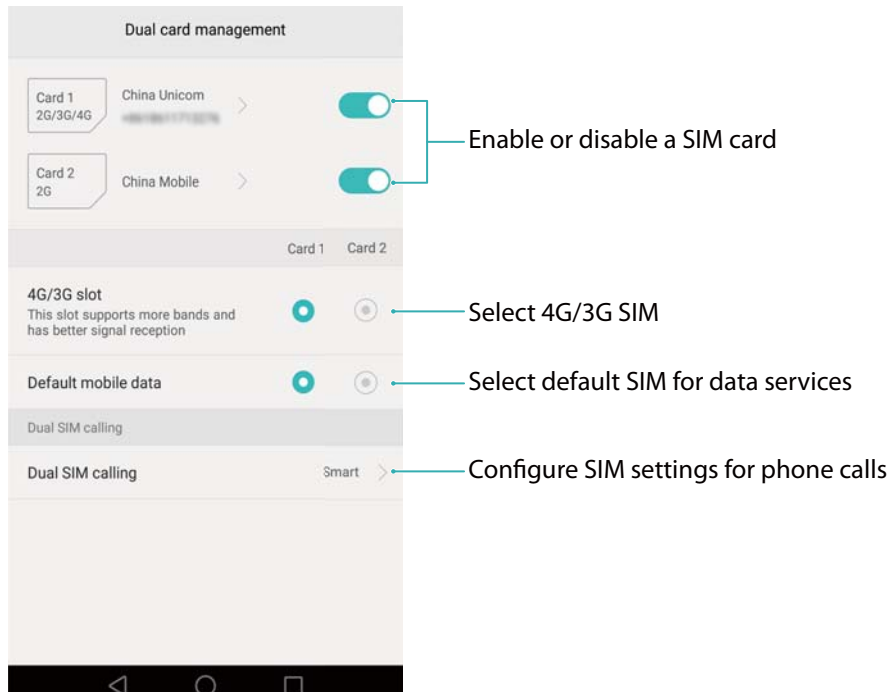 Dual card management
Card 1
2G/3G/4G
China Unicom
Enable or disable a SIM card
Card 2
2G
China Mobile
Card 1 Card 2
4G/3G slot
This slot supports more bands and
has better signal reception
Select 4G/3G SIM
Default mobile data
Select default SIM for data services
Dual SIM calling
Dual SIM calling Smart
Configure SIM settings for phone calls